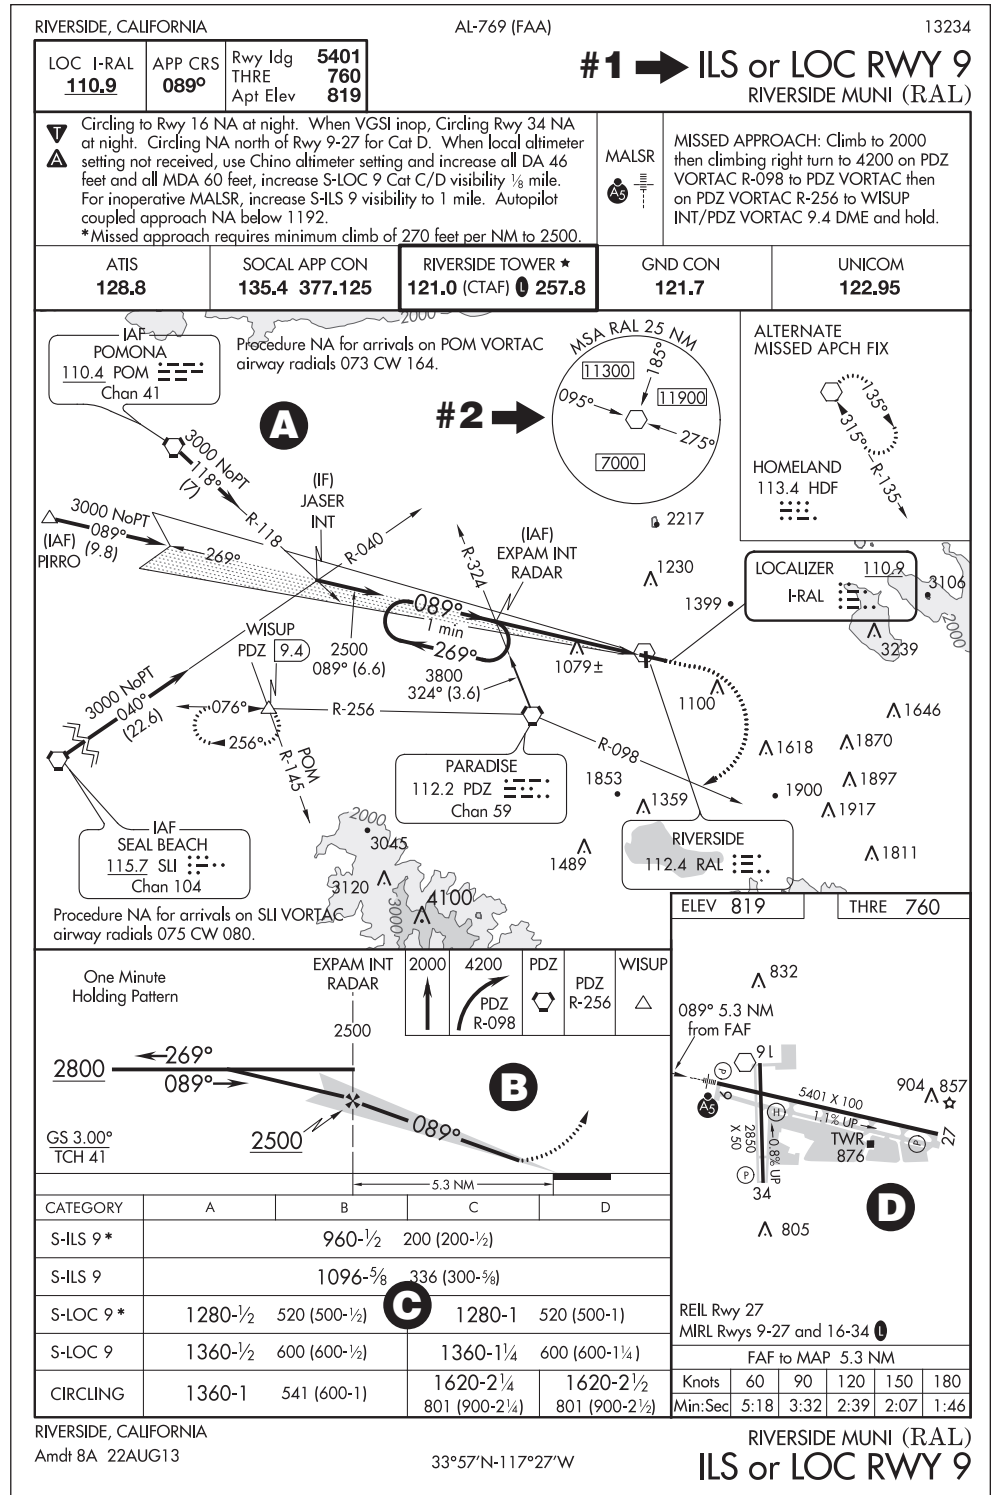 RIVERSIDE, CALIFORNIA
AL-769 (FAA)
13234
LOC I-RAL
110.9
APP CRS
089°
Rwy ldg 5401
THRE 760
Apt Elev 819
#1
ILS or LOC RWY 9
RIVERSIDE MUNI (RAL)
T
A
Circling to Rwy 16 NA at night. When VGSI inop, Circling Rwy 34 NA
at night. Circling NA north of Rwy 9-27 for Cat D. When local altimeter
setting not received, use Chino altimeter setting and increase all DA 46
feet and all MDA 60 feet, increase S-LOC 9 Cat C/D visibility ⅛ mile.
For inoperative MALSR, increase S-ILS 9 visibility to 1 mile. Autopilot
coupled approach NA below 1192.
*Missed approach requires minimum climb of 270 feet per NM to 2500.
MALSR
A5
MISSED APPROACH: Climb to 2000
then climbing right turn to 4200 on PDZ
VORTAC R-098 to PDZ VORTAC then
on PDZ VORTAC R-256 to WISUP
INT/PDZ VORTAC 9.4 DME and hold.
ATIS
128.8
SOCAL APP CON
135.4 377.125
RIVERSIDE TOWER ★
121.0 (CTAF) L 257.8
GND CON
121.7
UNICOM
122.95
2000
IAF
POMONA
110.4 POM
Chan 41
Procedure NA for arrivals on POM VORTAC
airway radials 073 CW 164.
A
#2
MSA RAL 25 NM
11300
185°
095°
11900
275°
7000
ALTERNATE
MISSED APCH FIX
135°
315°
R-135
HOMELAND
113.4 HDF
3000 NoPT
118°
(7)
R-118
(IF)
JASER
INT
R-040
3000 NoPT
089°
(9.8)
(IAF)
PIRRO
269°
R-324
(IAF)
EXPAM INT
RADAR
2217
1230
1399
LOCALIZER 110.9
I-RAL
3106
2000
3239
089°
1 min
269°
2500
089° (6.6)
3800
324° (3.6)
1079±
1100
WISUP
PDZ 9.4
3000 NoPT
040°
(22.6)
076°
256°
R-256
POM
R-145
R-098
1646
1618
1870
1853
1900
1897
1359
1917
PARADISE
112.2 PDZ
Chan 59
IAF
SEAL BEACH
115.7 SLI
Chan 104
2000
3045
1489
RIVERSIDE
112.4 RAL
1811
3120
4100
3000
Procedure NA for arrivals on SLI VORTAC
airway radials 075 CW 080.
One Minute
Holding Pattern
EXPAM INT
RADAR
2500
2000
4200
PDZ
R-098
PDZ
PDZ
R-256
WISUP
2800
269°
089°
B
GS 3.00°
TCH 41
2500
089°
5.3 NM
ELEV 819
THRE 760
832
089° 5.3 NM
from FAF
16
P
9
A5
5401 X 100
1.1% UP
904
857
H
2850
X 50
0.8% UP
TWR
876
P
27
P
34
D
805
REIL Rwy 27
MIRL Rwys 9-27 and 16-34 L
CATEGORY A B C D
S-ILS 9* 960-½ 200 (200-½)
S-ILS 9 1096-⅝ 336 (300-⅝)
C
S-LOC 9* 1280-½ 520 (500-½) 1280-1 520 (500-1)
S-LOC 9 1360-½ 600 (600-½) 1360-1¼ 600 (600-1¼)
CIRCLING 1360-1 541 (600-1) 1620-2¼ 1620-2½
801 (900-2¼) 801 (900-2½)
FAF to MAP 5.3 NM
Knots 60 90 120 150 180
Min:Sec 5:18 3:32 2:39 2:07 1:46
RIVERSIDE, CALIFORNIA
Amdt 8A 22AUG13
33°57'N-117°27'W
RIVERSIDE MUNI (RAL)
ILS or LOC RWY 9